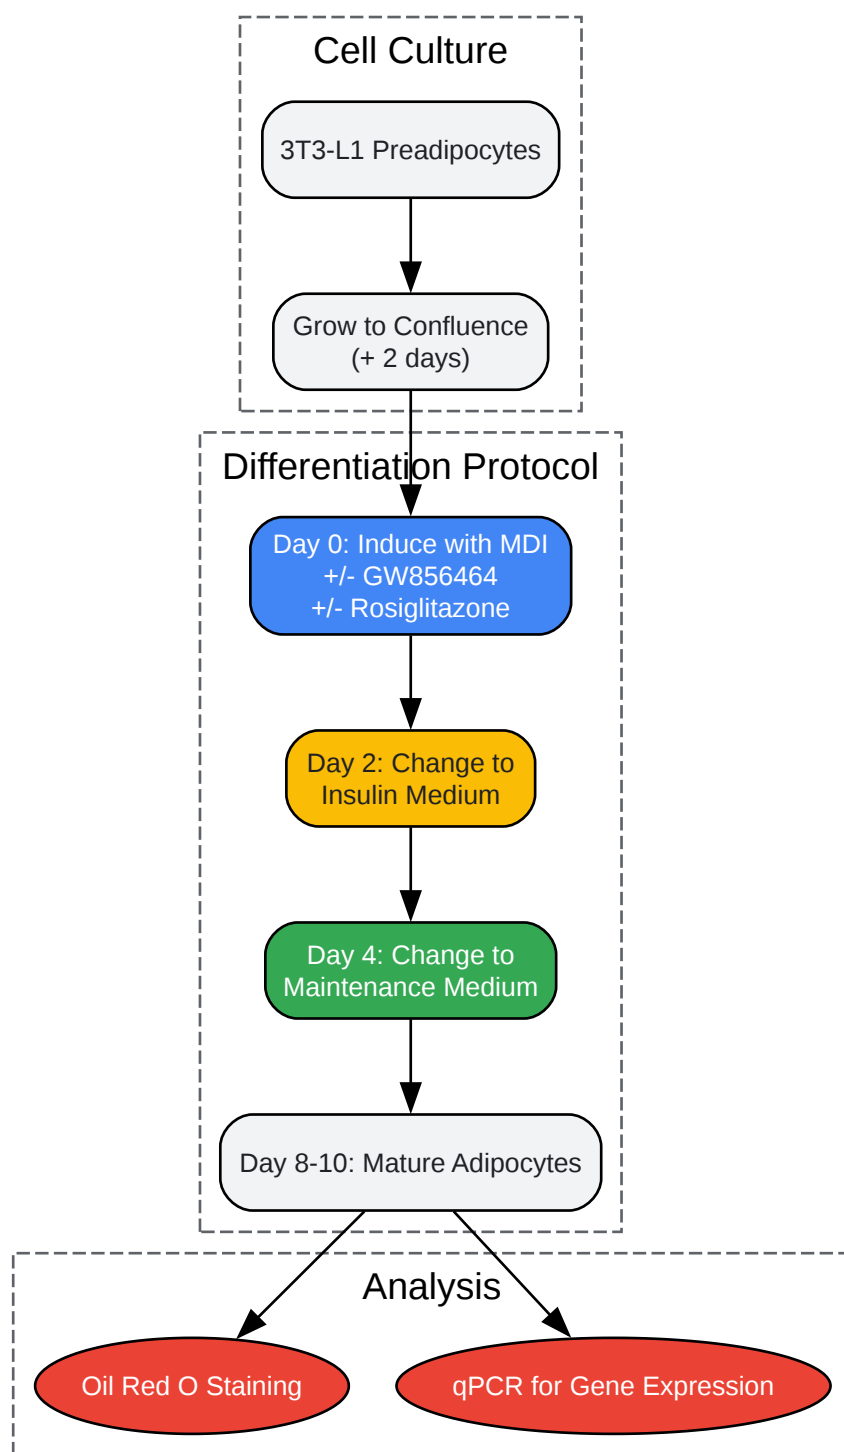 Cell Culture
3T3-L1 Preadipocytes
Grow to Confluence
(+ 2 days)
Differentiation Protocol
Day 0: Induce with MDI
+/- GW856464
+/- Rosiglitazone
Day 2: Change to
Insulin Medium
Day 4: Change to
Maintenance Medium
Day 8-10: Mature Adipocytes
Analysis
Oil Red O Staining
qPCR for Gene Expression